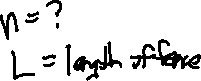 n = ?
L = length of fence